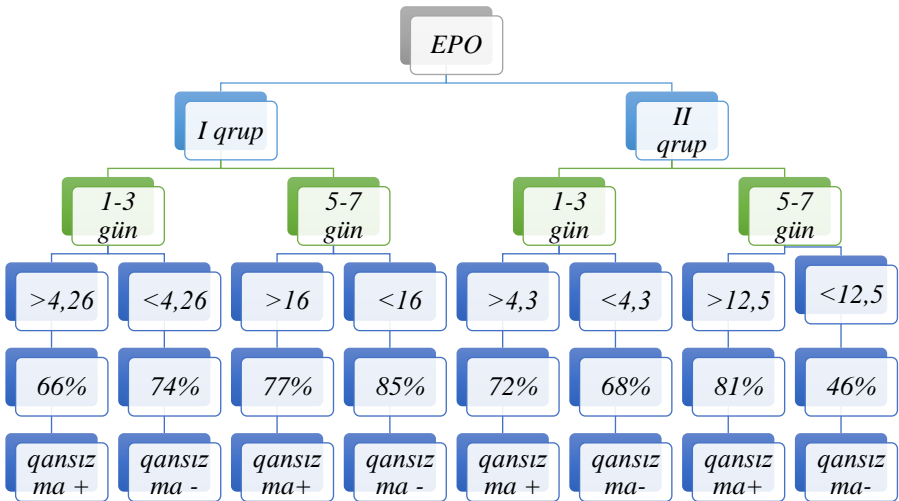 EPO
I qrup
II
qrup
1-3
gün
5-7
gün
1-3
gün
5-7
gün
>4,26
<4,26
>16
<16
>4,3
<4,3
>12,5
<12,5
66%
74%
77%
85%
72%
68%
81%
46%
qansız
ma +
qansız
ma -
qansız
ma+
qansız
ma -
qansız
ma +
qansız
ma-
qansız
ma+
qansız
ma-